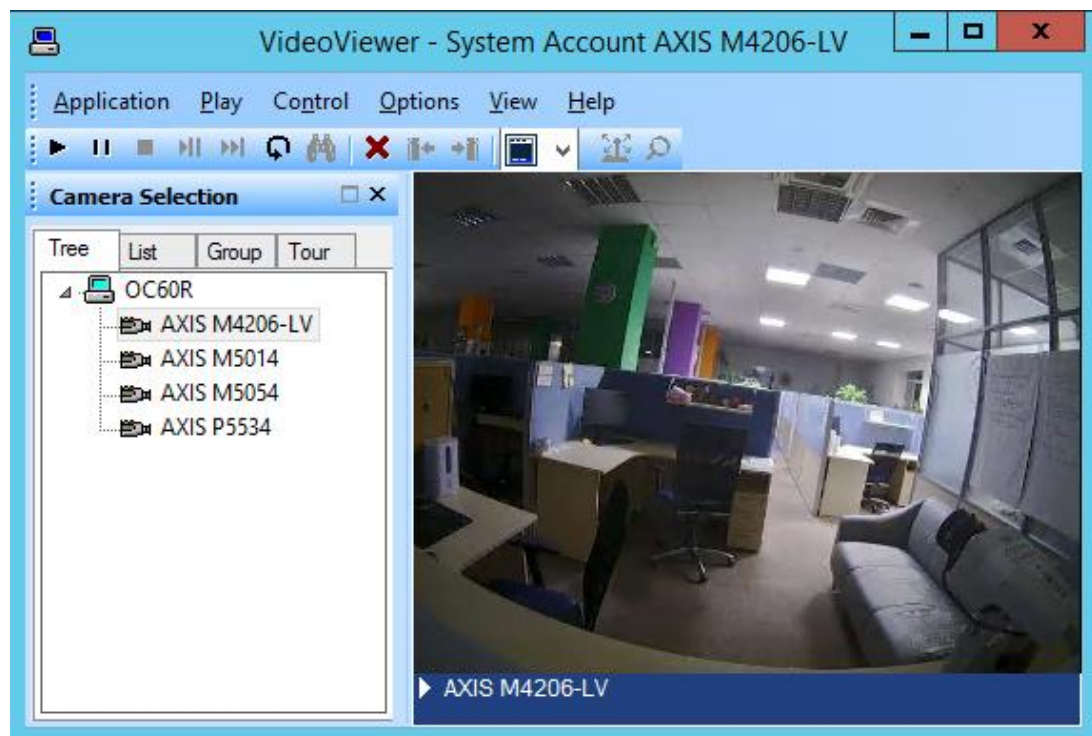 VideoViewer - System Account AXIS M4206-LV
Application Play Control Options View Help
Camera Selection
Tree List Group Tour
OC60R
AXIS M4206-LV
AXIS M5014
AXIS M5054
AXIS P5534
AXIS M4206-LV